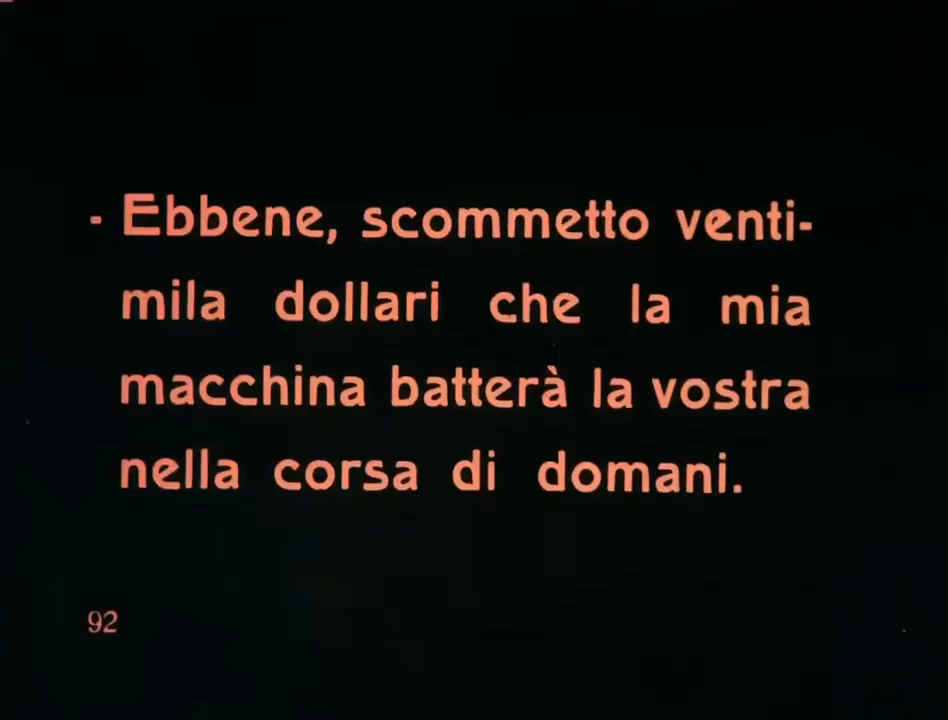 - Ebbene, scommetto venti-
mila dollari che la mia
macchina batterà la vostra
nella corsa di domani.
92